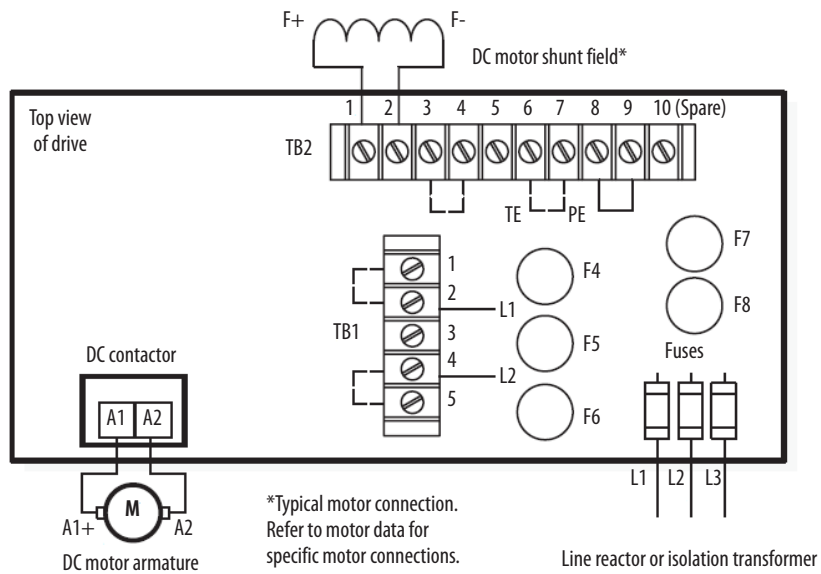 F+ F-
DC motor shunt field*
Top view
of drive
1 2 3 4 5 6 7 8 9 10 (Spare)
TB2
TE PE
F7
1
F4
2
L1
F8
TB1
3
F5
Fuses
4
L2
5
F6
DC contactor
A1 A2
L1 L2 L3
M
A1+ A2
DC motor armature
*Typical motor connection.
Refer to motor data for
specific motor connections.
Line reactor or isolation transformer